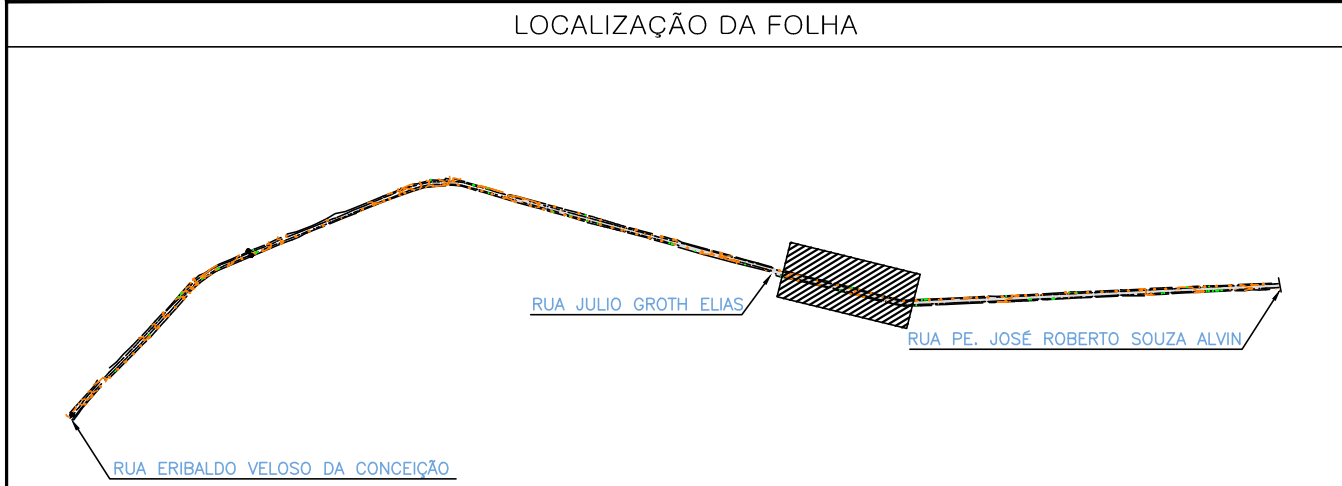 LOCALIZAÇÃO DA FOLHA
RUA JULIO GROTH ELIAS
RUA PE. JOSÉ ROBERTO SOUZA ALVIN
RUA ERIBALDO VELOSO DA CONCEIÇÃO